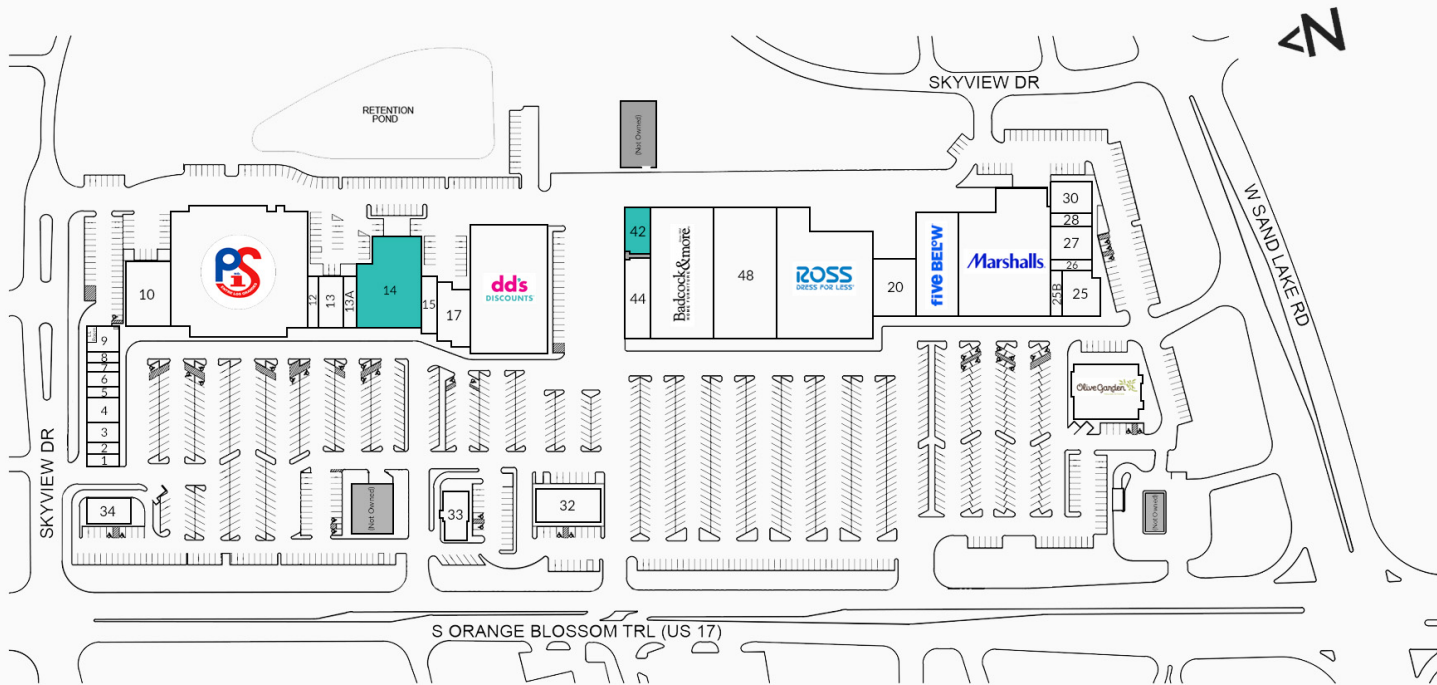 N
SKYVIEW DR
RETENTION
POND
(Not Owned)
W SAND LAKE RD
30
28
27
26
25B
25
42
44
Badcock&more
HOME FURNITURE
48
ROSS
DRESS FOR LESS
20
five BEL°W
Marshalls
10
PS
12
13
13A
14
15
17
dd's
DISCOUNTS
9
8
7
6
5
4
3
2
1
SKYVIEW DR
Olive Garden
34
(Not Owned)
33
32
(Not Owned)
S ORANGE BLOSSOM TRL (US 17)